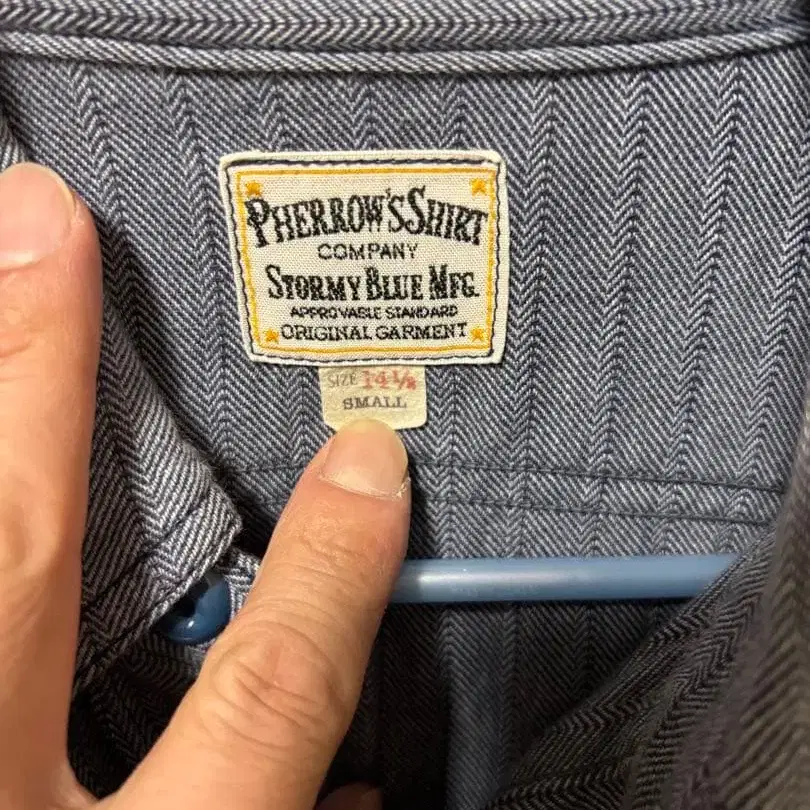 PHERROW'S SHIRT
COMPANY
STORMY BLUE MFG.
APPROVABLE STANDARD
ORIGINAL GARMENT
SIZE 14½
SMALL